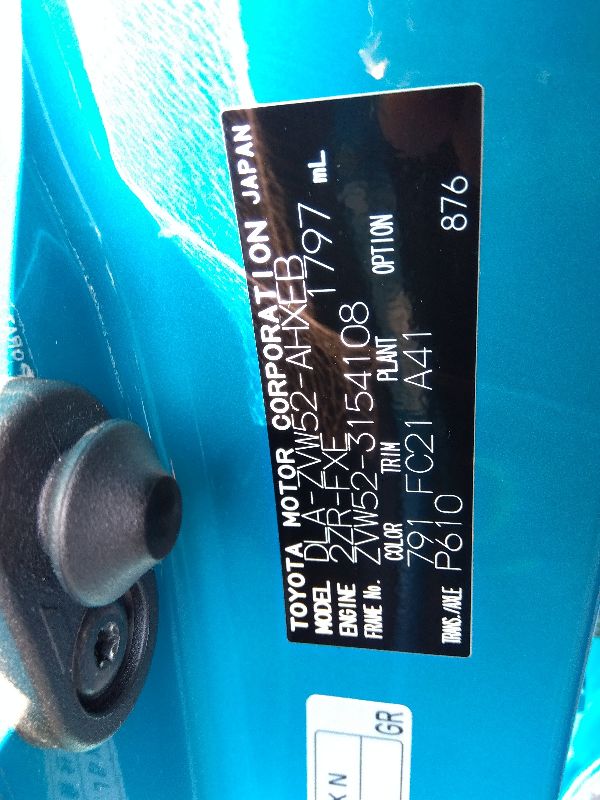 TOYOTA MOTOR CORPORATION JAPAN
MODEL DLA-ZVW52-AHXEB
ENGINE 2ZR-FXE 1797 mL
FRAME No. ZVW52-3154108
COLOR TRIM PLANT OPTION
791 FC21 A41
TRANS./AXLE P610 876
GR
KN